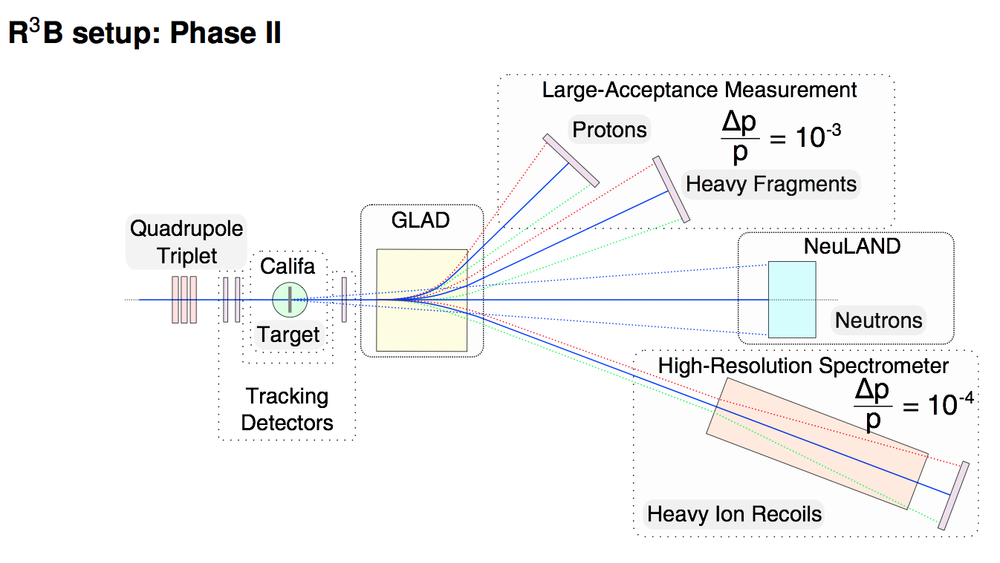 R³B setup: Phase II
Large-Acceptance Measurement
Protons
Δp
p
= 10⁻³
Heavy Fragments
GLAD
Quadrupole
Triplet
Califa
Target
NeuLAND
Neutrons
Tracking
Detectors
High-Resolution Spectrometer
Δp
p
= 10⁻⁴
Heavy Ion Recoils